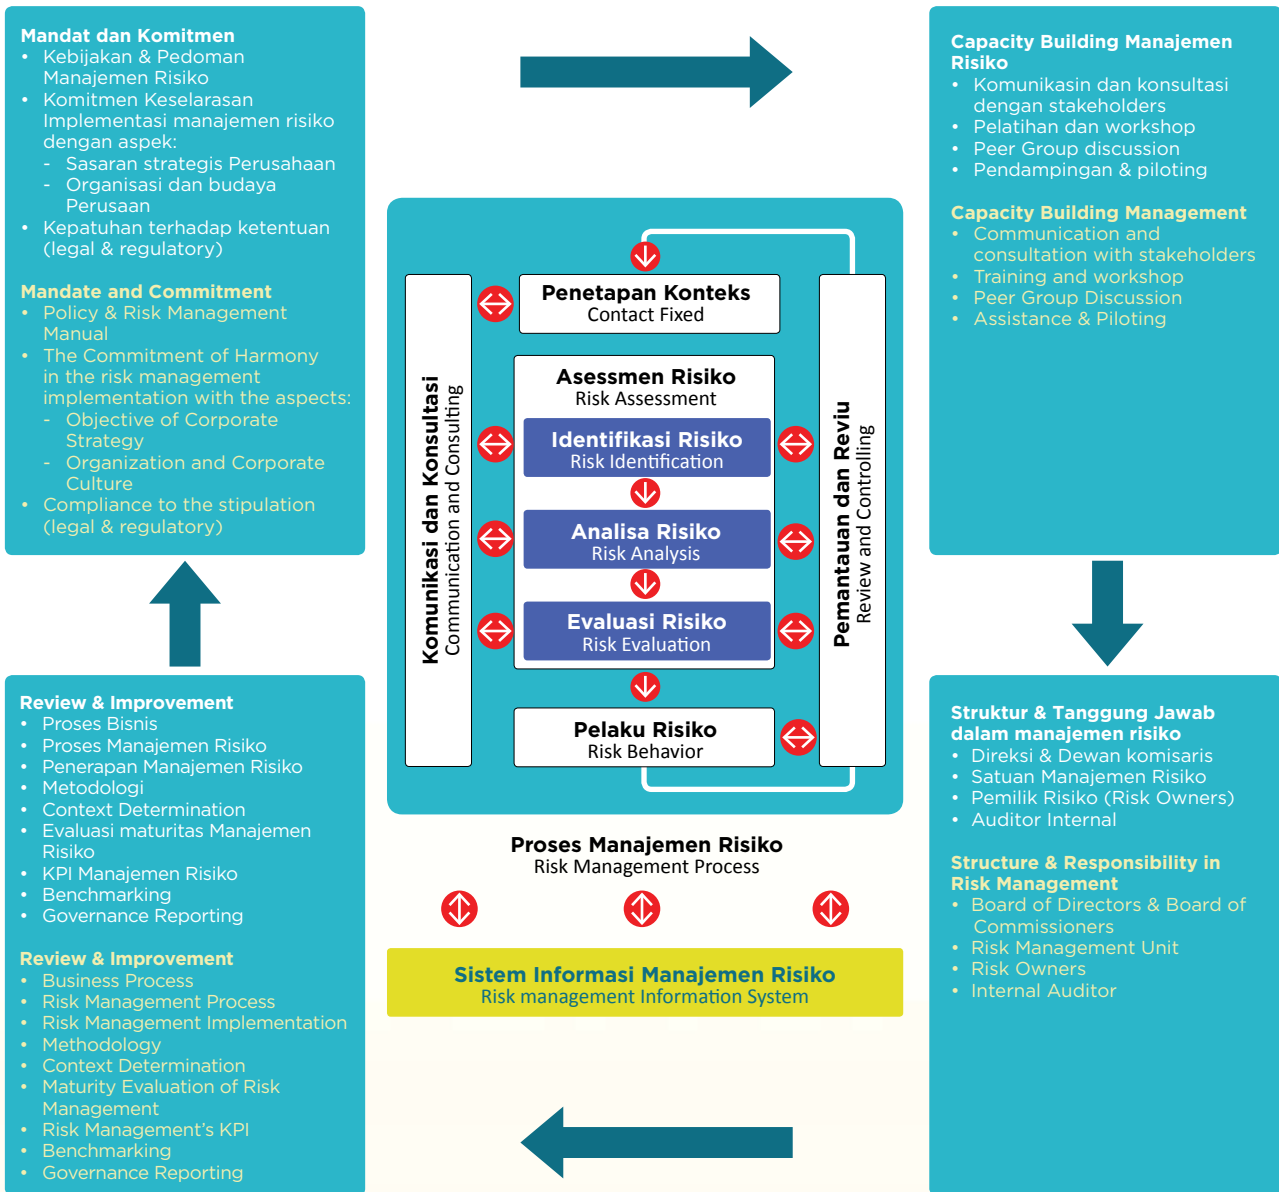 Mandat dan Komitmen
• Kebijakan & Pedoman
Manajemen Risiko
• Komitmen Keselarasan
Implementasi manajemen risiko
dengan aspek:
- Sasaran strategis Perusahaan
- Organisasi dan budaya
Perusaan
• Kepatuhan terhadap ketentuan
(legal & regulatory)
Mandate and Commitment
• Policy & Risk Management
Manual
• The Commitment of Harmony
in the risk management
implementation with the aspects:
- Objective of Corporate
Strategy
- Organization and Corporate
Culture
• Compliance to the stipulation
(legal & regulatory)
Capacity Building Manajemen
Risiko
• Komunikasin dan konsultasi
dengan stakeholders
• Pelatihan dan workshop
• Peer Group discussion
• Pendampingan & piloting
Capacity Building Management
• Communication and
consultation with stakeholders
• Training and workshop
• Peer Group Discussion
• Assistance & Piloting
Komunikasi dan Konsultasi
Communication and Consulting
Penetapan Konteks
Contact Fixed
Asessmen Risiko
Risk Assessment
Identifikasi Risiko
Risk Identification
Analisa Risiko
Risk Analysis
Evaluasi Risiko
Risk Evaluation
Pelaku Risiko
Risk Behavior
Pemantauan dan Reviu
Review and Controlling
Proses Manajemen Risiko
Risk Management Process
Sistem Informasi Manajemen Risiko
Risk management Information System
Review & Improvement
• Proses Bisnis
• Proses Manajemen Risiko
• Penerapan Manajemen Risiko
• Metodologi
• Context Determination
• Evaluasi maturitas Manajemen
Risiko
• KPI Manajemen Risiko
• Benchmarking
• Governance Reporting
Review & Improvement
• Business Process
• Risk Management Process
• Risk Management Implementation
• Methodology
• Context Determination
• Maturity Evaluation of Risk
Management
• Risk Management's KPI
• Benchmarking
• Governance Reporting
Struktur & Tanggung Jawab
dalam manajemen risiko
• Direksi & Dewan komisaris
• Satuan Manajemen Risiko
• Pemilik Risiko (Risk Owners)
• Auditor Internal
Structure & Responsibility in
Risk Management
• Board of Directors & Board of
Commissioners
• Risk Management Unit
• Risk Owners
• Internal Auditor